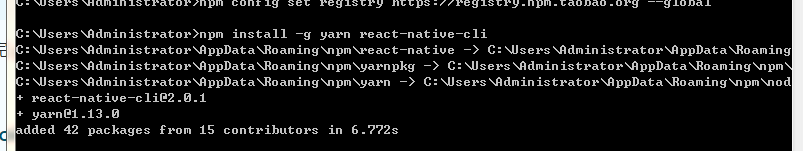 C:\Users\Administrator>npm config set registry https://registry.npm.taobao.org --global
C:\Users\Administrator>npm install -g yarn react-native-cli
C:\Users\Administrator\AppData\Roaming\npm\react-native -> C:\Users\Administrator\AppData\Roaming
C:\Users\Administrator\AppData\Roaming\npm\yarnpkg -> C:\Users\Administrator\AppData\Roaming\npm\
C:\Users\Administrator\AppData\Roaming\npm\yarn -> C:\Users\Administrator\AppData\Roaming\npm\nod
+ react-native-cli@2.0.1
+ yarn@1.13.0
added 42 packages from 15 contributors in 6.772s